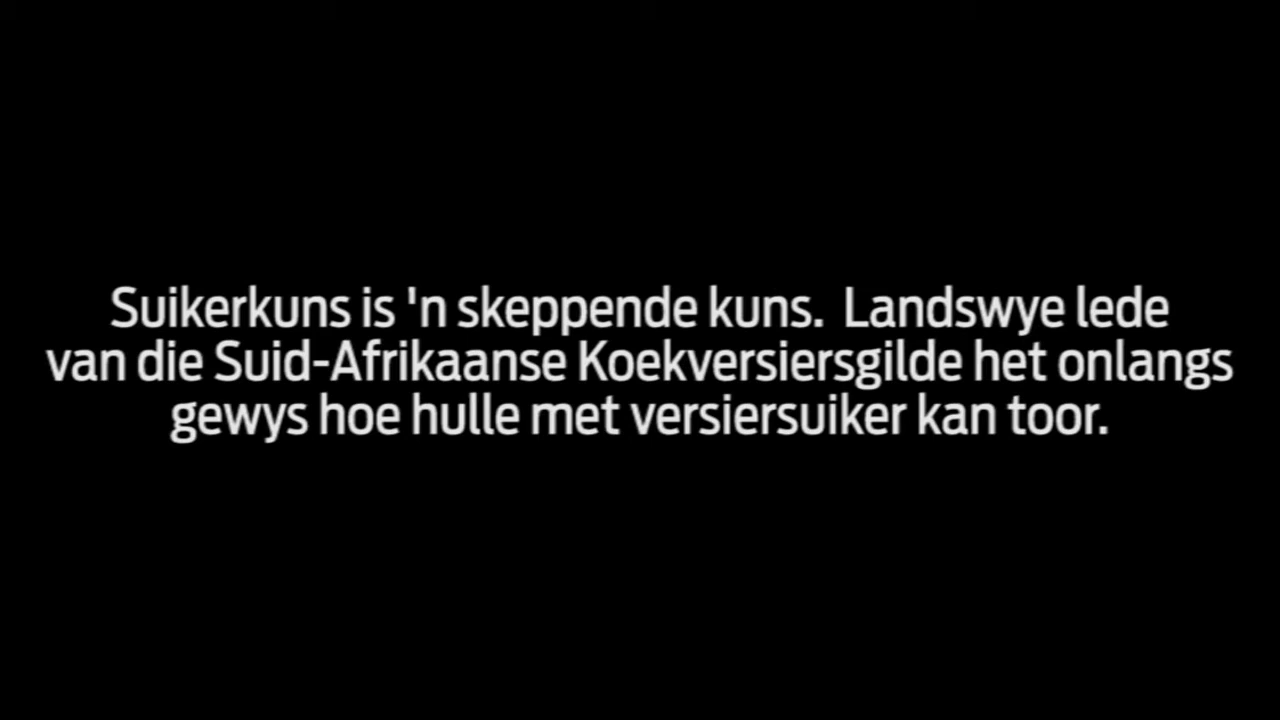 Suikerkuns is 'n skeppende kuns.  Landswye lede
van die Suid-Afrikaanse Koekversiersgilde het onlangs
gewys hoe hulle met versiersuiker kan toor.